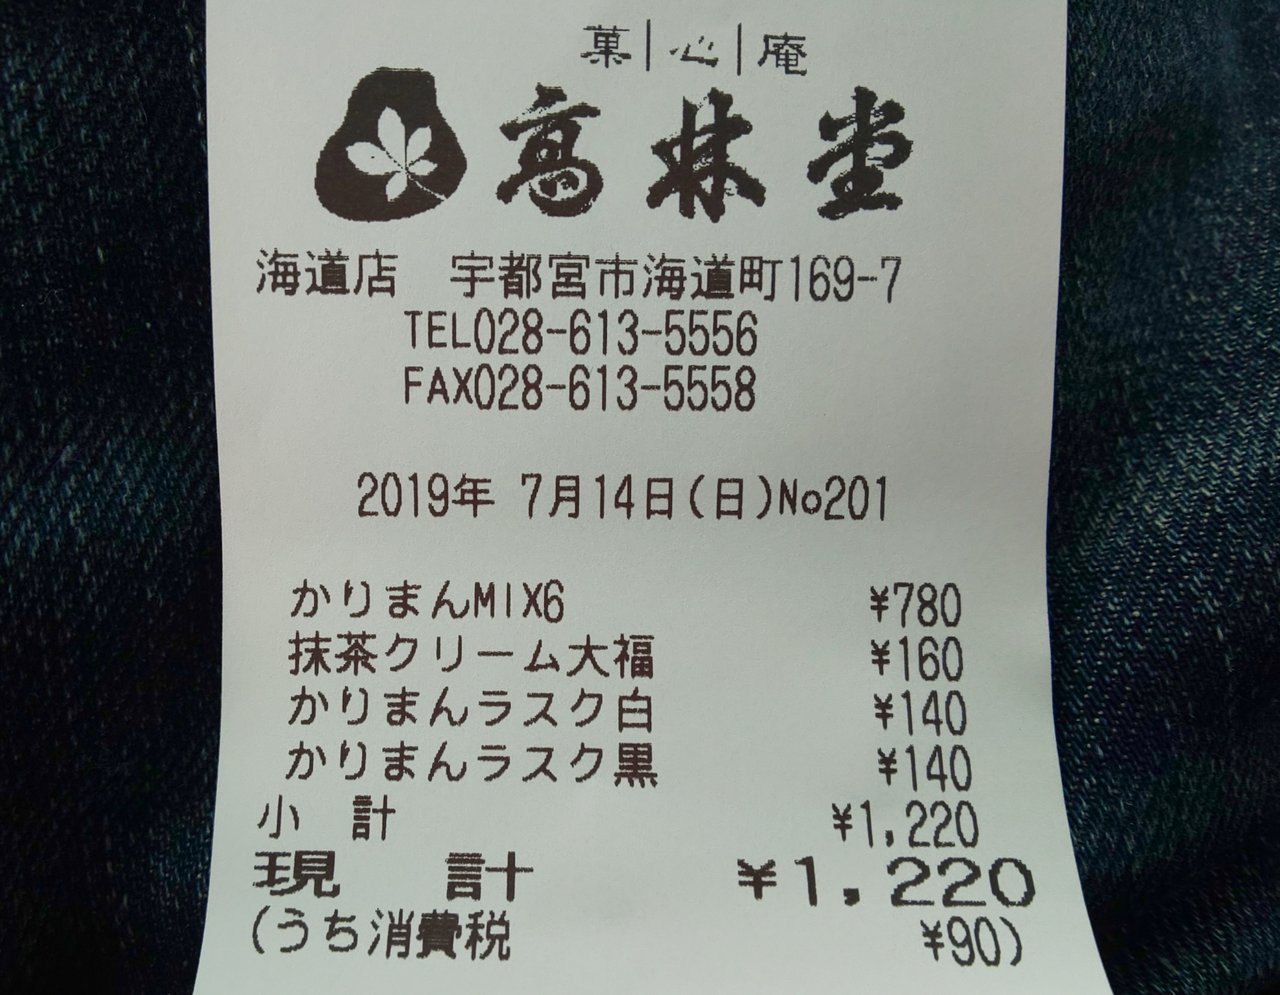 菓|心|庵
高林堂
海道店　宇都宮市海道町169-7
TEL028-613-5556
FAX028-613-5558
2019年 7月14日(日)No201
かりまんMIX6 ¥780
抹茶クリーム大福 ¥160
かりまんラスク白 ¥140
かりまんラスク黒 ¥140
小　計 ¥1,220
現　計 ¥1,220
(うち消費税 ¥90)